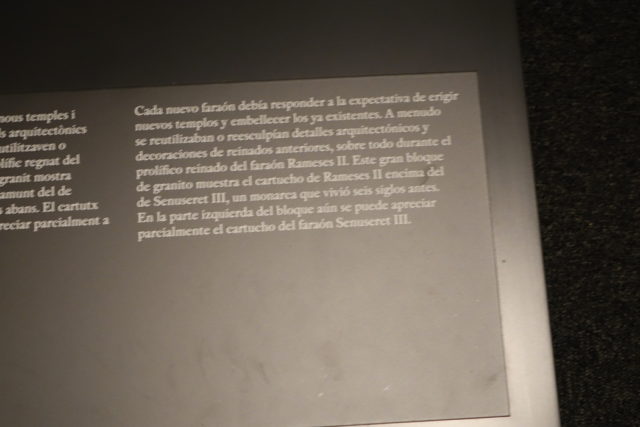 nous temples i
s arquitectònics
utilitzaven o
lífic regnat del
granit mostra
amunt del de
s abans. El cartutx
reciar parcialment a
Cada nuevo faraón debía responder a la expectativa de erigir
nuevos templos y embellecer los ya existentes. A menudo
se reutilizaban o reesculpían detalles arquitectónicos y
decoraciones de reinados anteriores, sobre todo durante el
prolífico reinado del faraón Rameses II. Este gran bloque
de granito muestra el cartucho de Rameses II encima del
de Senuseret III, un monarca que vivió seis siglos antes.
En la parte izquierda del bloque aún se puede apreciar
parcialmente el cartucho del faraón Senuseret III.